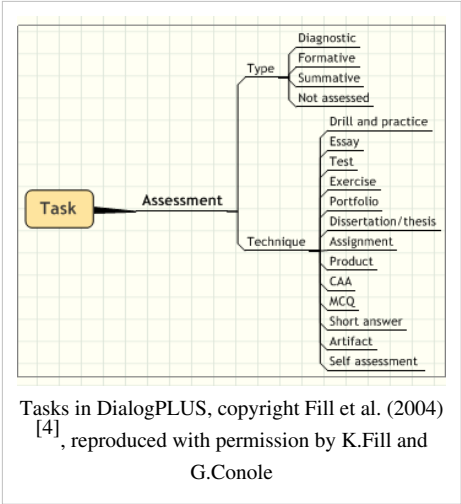 Task
Assessment
Type
Diagnostic
Formative
Summative
Not assessed
Technique
Drill and practice
Essay
Test
Exercise
Portfolio
Dissertation/thesis
Assignment
Product
CAA
MCQ
Short answer
Artifact
Self assessment
Tasks in DialogPLUS, copyright Fill et al. (2004)
[4], reproduced with permission by K.Fill and
G.Conole